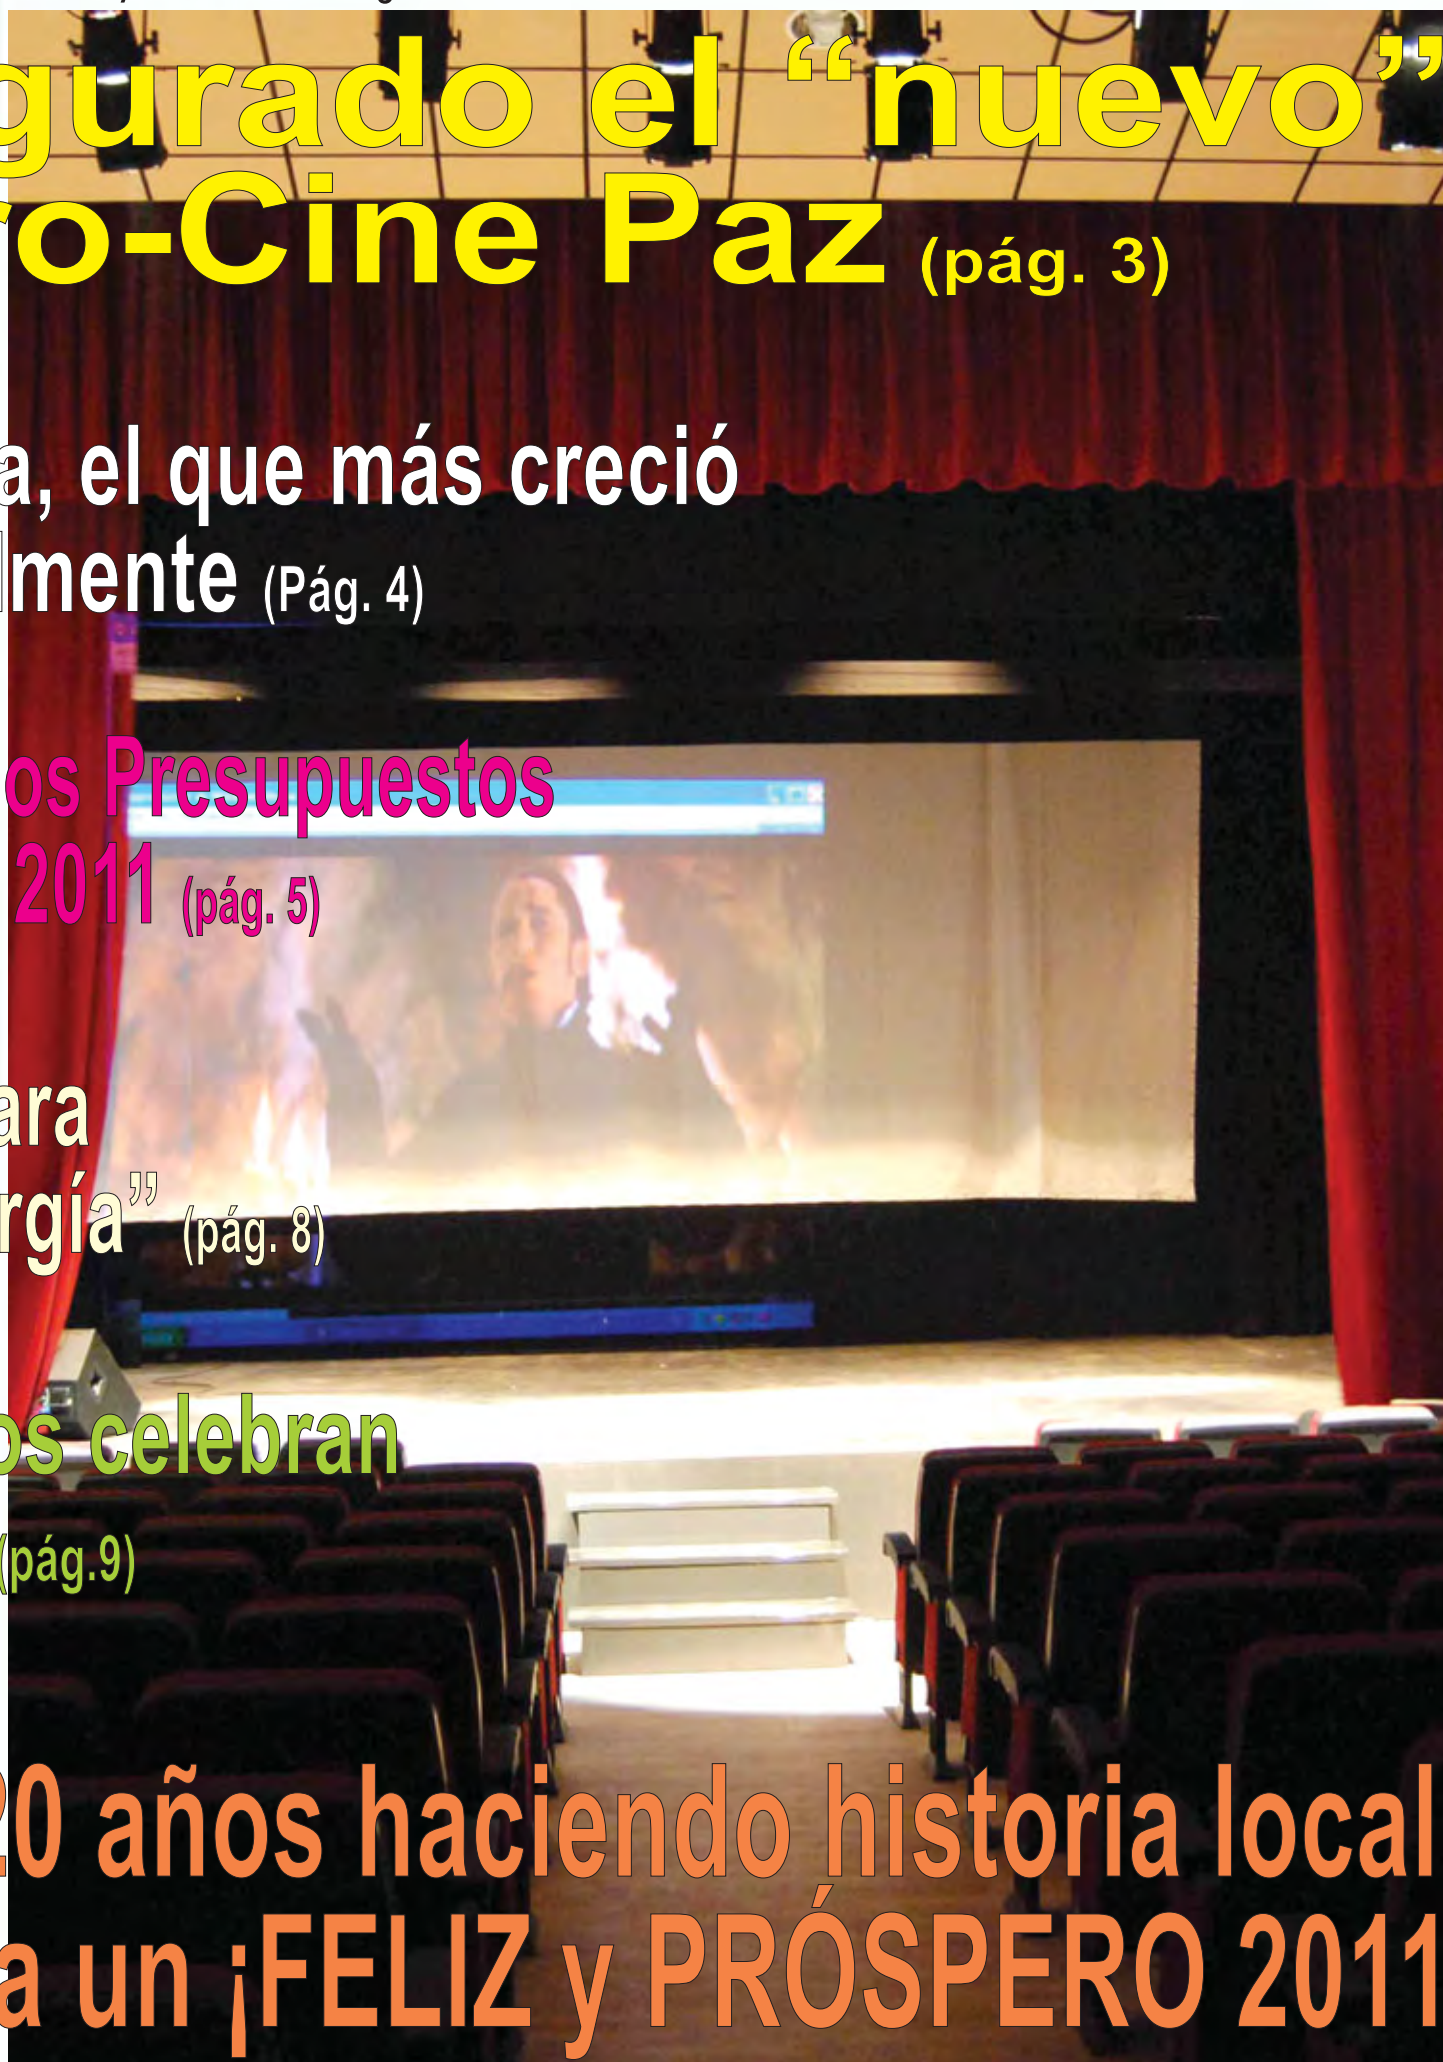 gurado el “nuevo”
ro-Cine Paz (pág. 3)
a, el que más creció
lmente (Pág. 4)
os Presupuestos
2011 (pág. 5)
ara
rgía” (pág. 8)
os celebran
(pág.9)
20 años haciendo historia local
a un ¡FELIZ y PRÓSPERO 2011